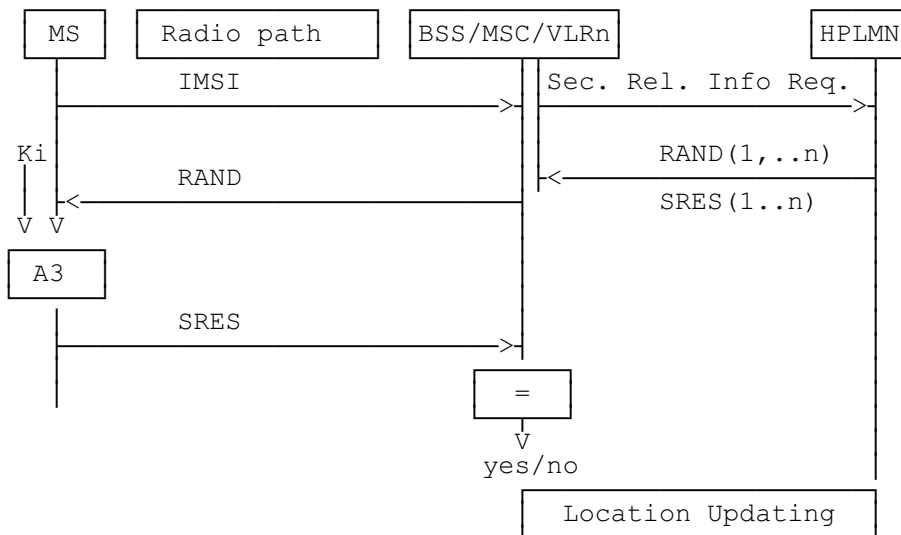 MS Radio path BSS/MSC/VLRn HPLMN
IMSI Sec. Rel. Info Req.
Ki RAND(1,..n)
RAND
SRES(1..n)
V V
A3
SRES
=
V
yes/no
Location Updating